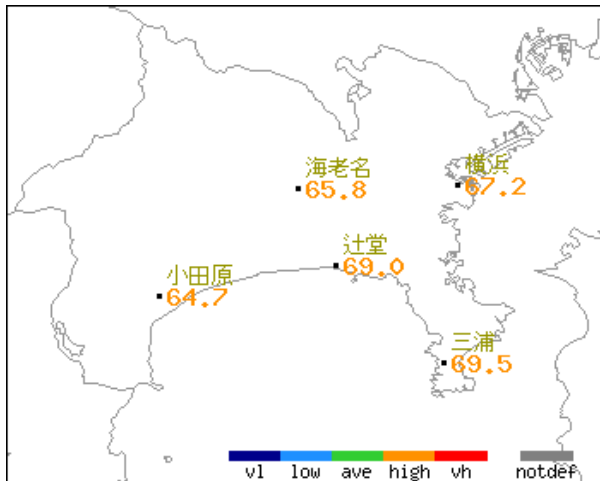 海老名
65.8
横浜
67.2
辻堂
69.0
小田原
64.7
三浦
69.5
vl low ave high vh notdef